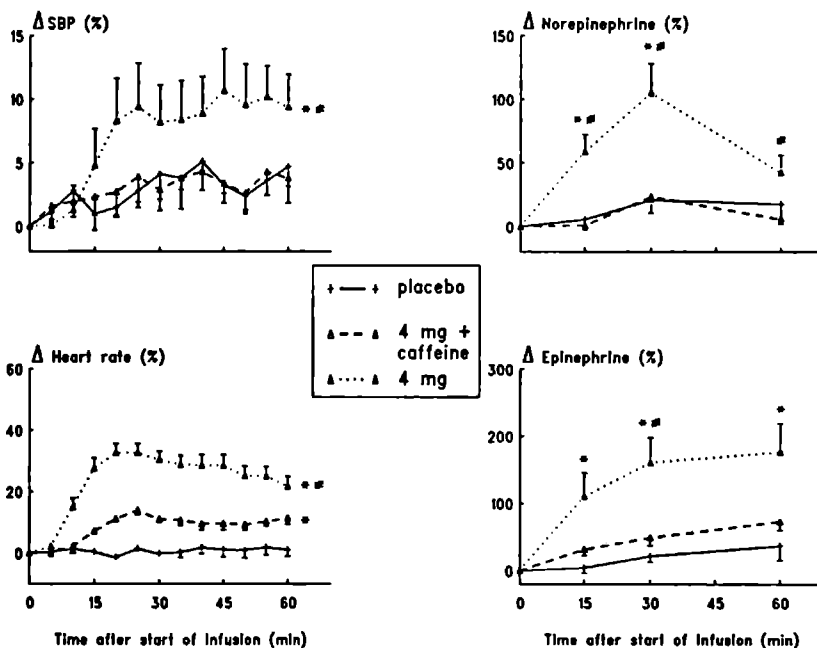 Δ SBP (%)
15
10
5
0
* #
Δ Norepinephrine (%)
150
100
50
0
* #
* #
#
placebo
4 mg +
caffeine
4 mg
Δ Heart rate (%)
60
40
20
0
* #
*
0 15 30 45 60
Time after start of infusion (min)
Δ Epinephrine (%)
300
200
100
0
*
* #
*
0 15 30 45 60
Time after start of infusion (min)